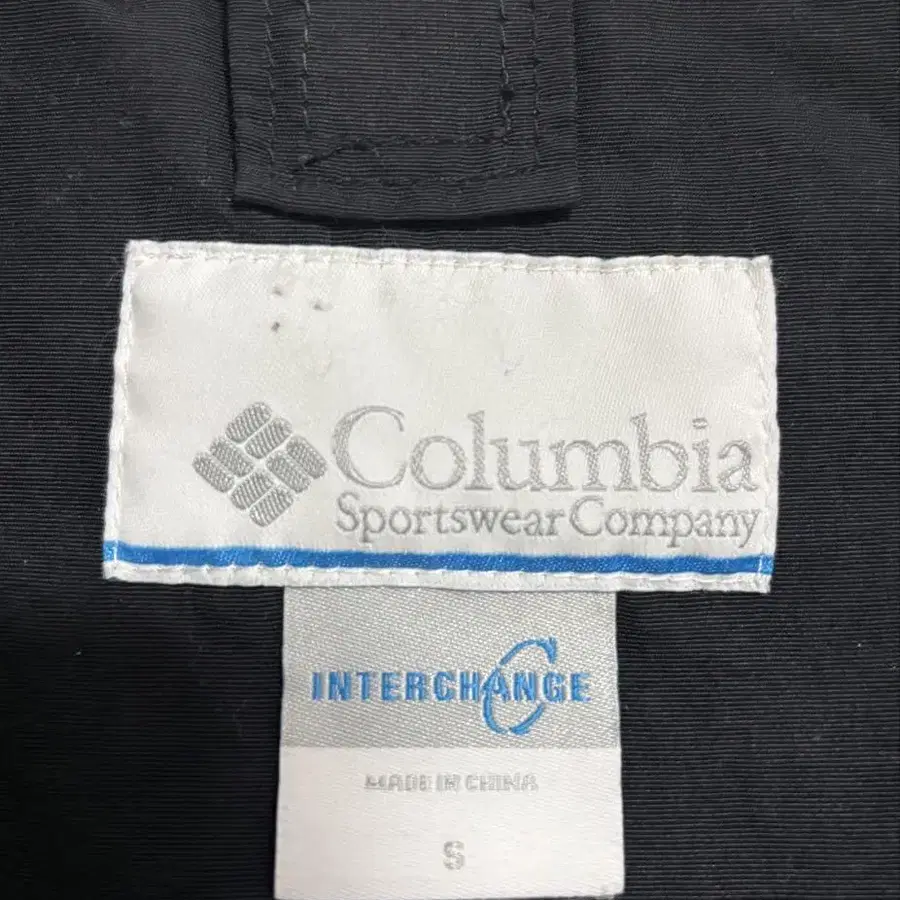 Columbia
Sportswear Company
INTERCHANGE
MADE IN CHINA
S